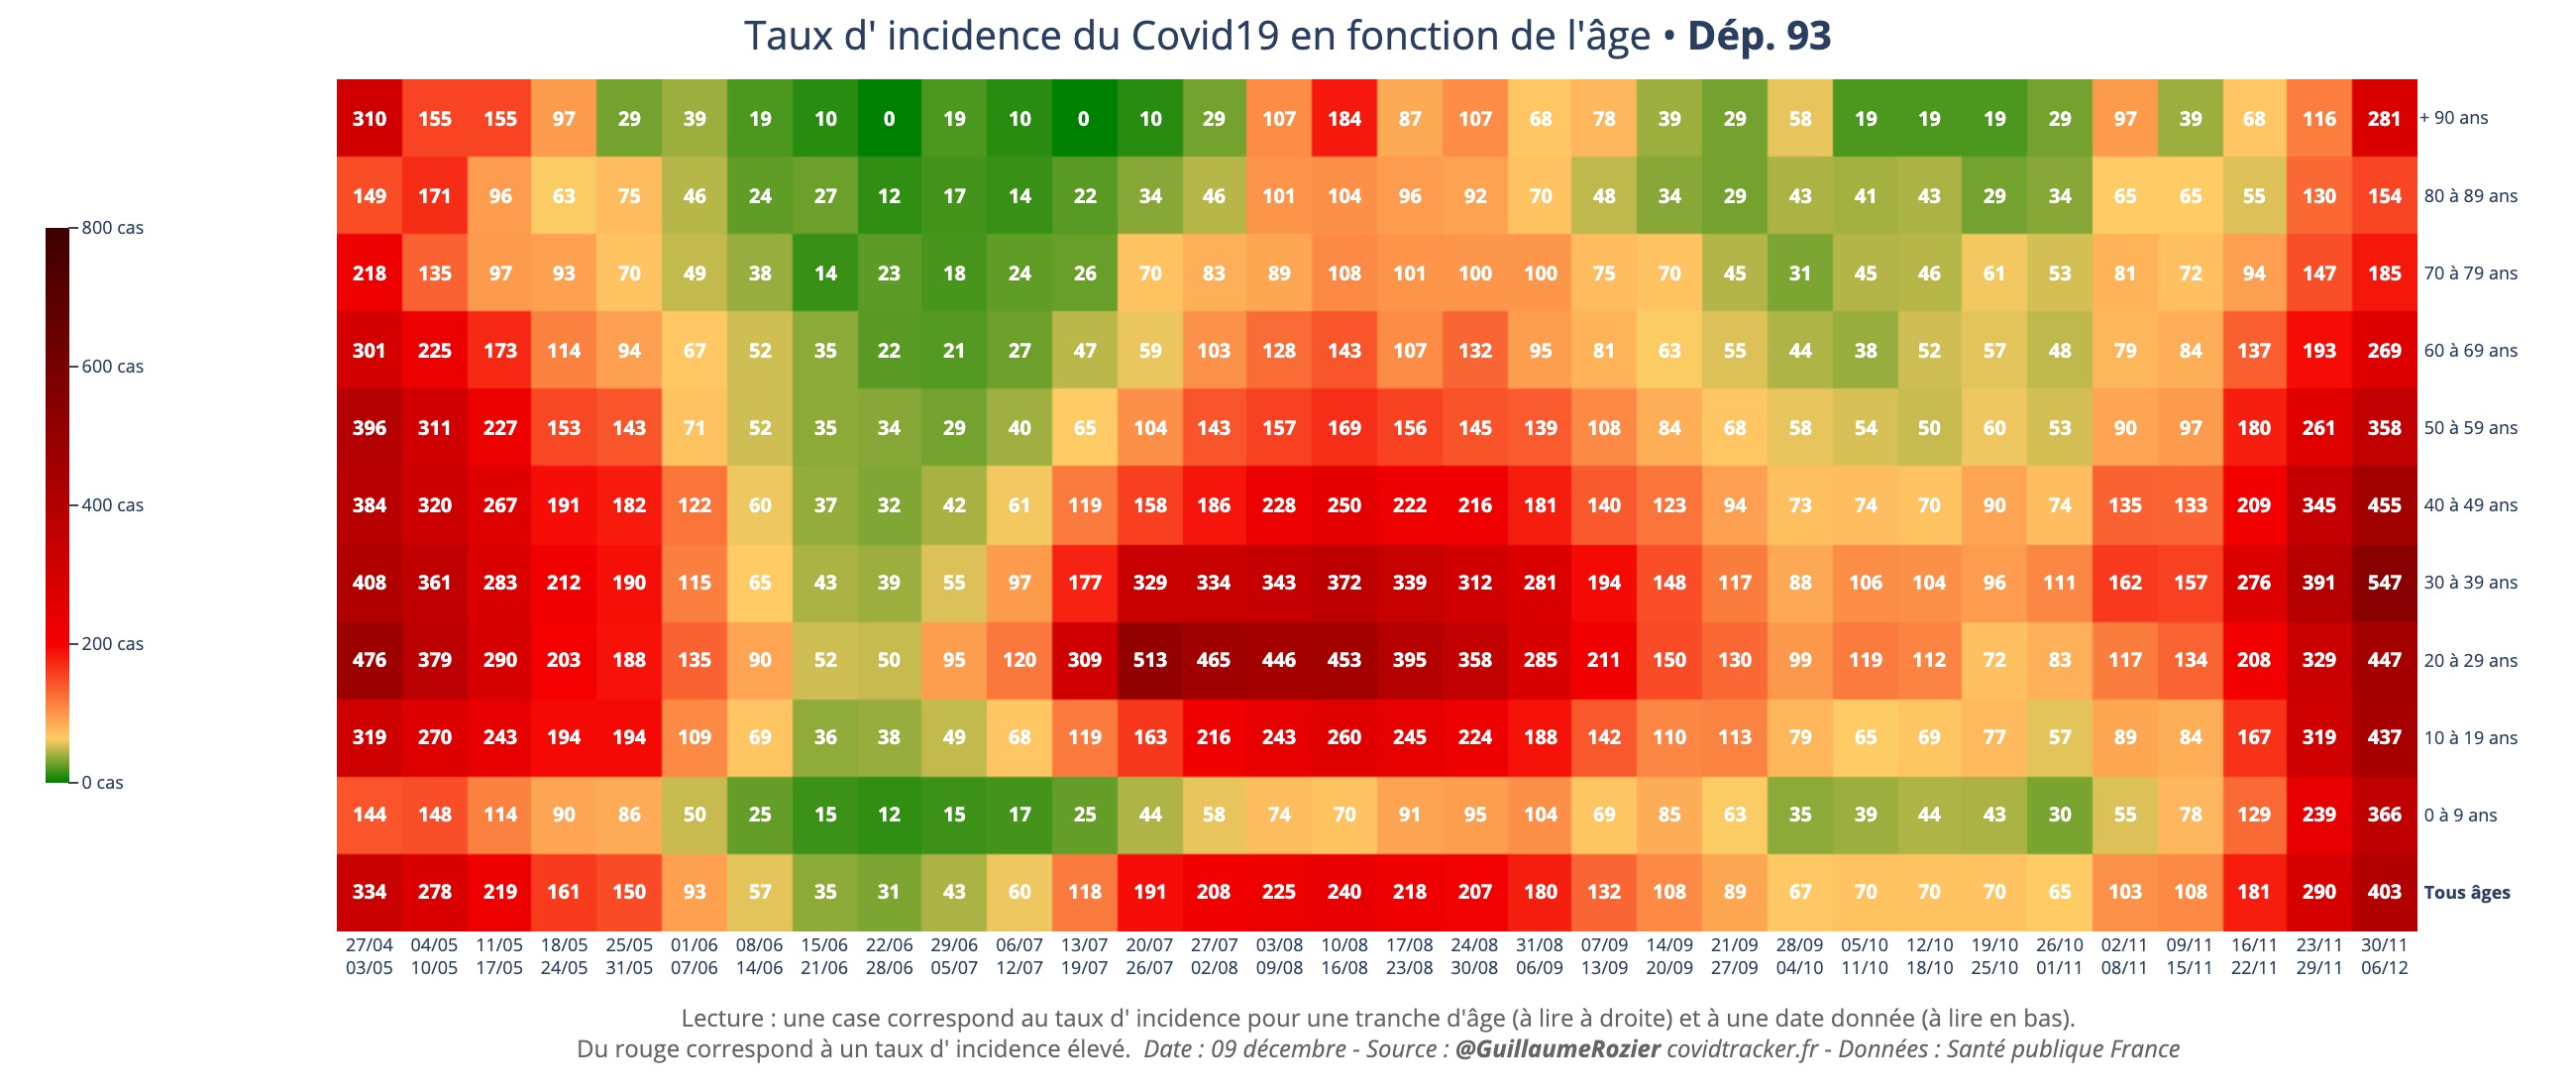 Taux d' incidence du Covid19 en fonction de l'âge • Dép. 93
310 155 155 97 29 39 19 10 0 19 10 0 10 29 107 184 87 107 68 78 39 29 58 19 19 19 29 97 39 68 116 281 + 90 ans
149 171 96 63 75 46 24 27 12 17 14 22 34 46 101 104 96 92 70 48 34 29 43 41 43 29 34 65 65 55 130 154 80 à 89 ans
800 cas
218 135 97 93 70 49 38 14 23 18 24 26 70 83 89 108 101 100 100 75 70 45 31 45 46 61 53 81 72 94 147 185 70 à 79 ans
301 225 173 114 94 67 52 35 22 21 27 47 59 103 128 143 107 132 95 81 63 55 44 38 52 57 48 79 84 137 193 269 60 à 69 ans
600 cas
396 311 227 153 143 71 52 35 34 29 40 65 104 143 157 169 156 145 139 108 84 68 58 54 50 60 53 90 97 180 261 358 50 à 59 ans
400 cas
384 320 267 191 182 122 60 37 32 42 61 119 158 186 228 250 222 216 181 140 123 94 73 74 70 90 74 135 133 209 345 455 40 à 49 ans
408 361 283 212 190 115 65 43 39 55 97 177 329 334 343 372 339 312 281 194 148 117 88 106 104 96 111 162 157 276 391 547 30 à 39 ans
200 cas
476 379 290 203 188 135 90 52 50 95 120 309 513 465 446 453 395 358 285 211 150 130 99 119 112 72 83 117 134 208 329 447 20 à 29 ans
319 270 243 194 194 109 69 36 38 49 68 119 163 216 243 260 245 224 188 142 110 113 79 65 69 77 57 89 84 167 319 437 10 à 19 ans
0 cas
144 148 114 90 86 50 25 15 12 15 17 25 44 58 74 70 91 95 104 69 85 63 35 39 44 43 30 55 78 129 239 366 0 à 9 ans
334 278 219 161 150 93 57 35 31 43 60 118 191 208 225 240 218 207 180 132 108 89 67 70 70 70 65 103 108 181 290 403 Tous âges
27/04 04/05 11/05 18/05 25/05 01/06 08/06 15/06 22/06 29/06 06/07 13/07 20/07 27/07 03/08 10/08 17/08 24/08 31/08 07/09 14/09 21/09 28/09 05/10 12/10 19/10 26/10 02/11 09/11 16/11 23/11 30/11
03/05 10/05 17/05 24/05 31/05 07/06 14/06 21/06 28/06 05/07 12/07 19/07 26/07 02/08 09/08 16/08 23/08 30/08 06/09 13/09 20/09 27/09 04/10 11/10 18/10 25/10 01/11 08/11 15/11 22/11 29/11 06/12
Lecture : une case correspond au taux d' incidence pour une tranche d'âge (à lire à droite) et à une date donnée (à lire en bas).
Du rouge correspond à un taux d' incidence élevé. Date : 09 décembre - Source : @GuillaumeRozier covidtracker.fr - Données : Santé publique France